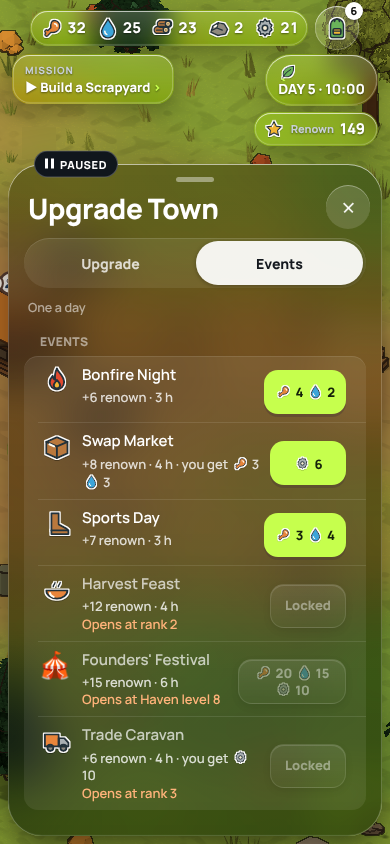 32 25 23 2 21 6
MISSION
▶ Build a Scrapyard ›
DAY 5 · 10:00
Renown 149
PAUSED
Upgrade Town
Upgrade Events
One a day
EVENTS
Bonfire Night
+6 renown · 3 h
4 2
Swap Market
+8 renown · 4 h · you get 3
3
6
Sports Day
+7 renown · 3 h
3 4
Harvest Feast
+12 renown · 4 h
Opens at rank 2
Locked
Founders' Festival
+15 renown · 6 h
Opens at Haven level 8
20 15
10
Trade Caravan
+6 renown · 4 h · you get
10
Opens at rank 3
Locked